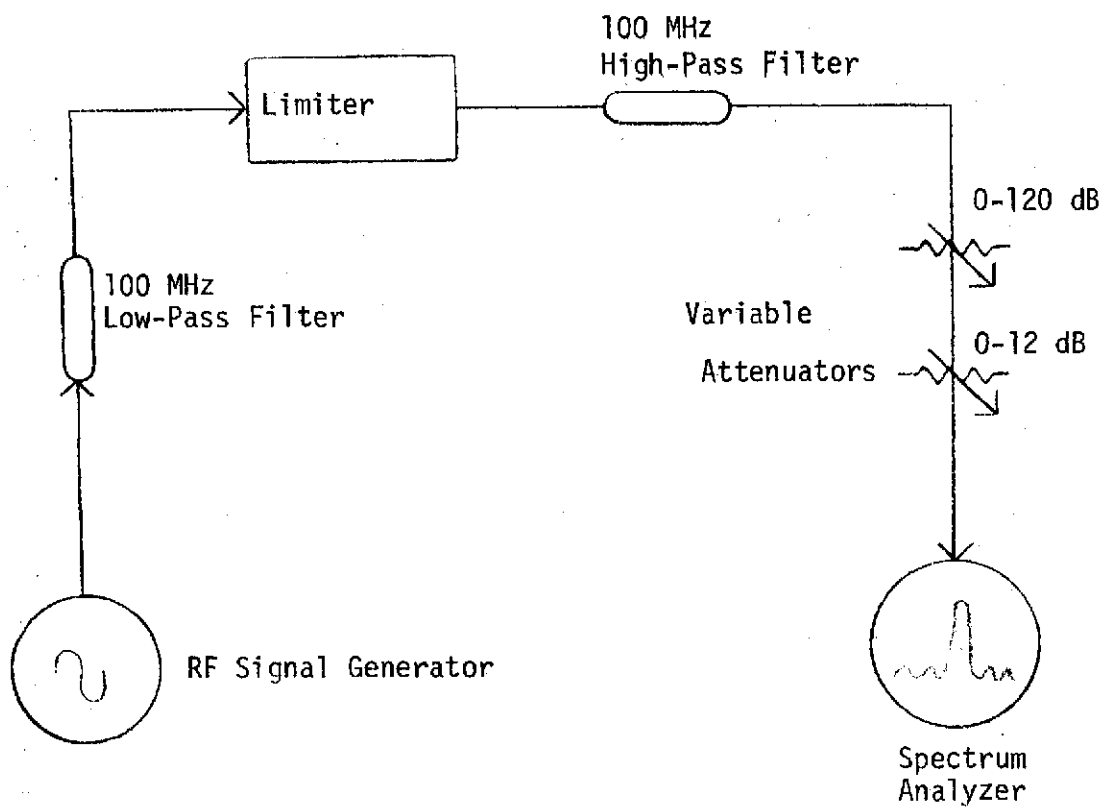 100 MHz
High-Pass Filter
Limiter
0-120 dB
100 MHz
Low-Pass Filter
Variable
Attenuators
0-12 dB
RF Signal Generator
Spectrum
Analyzer